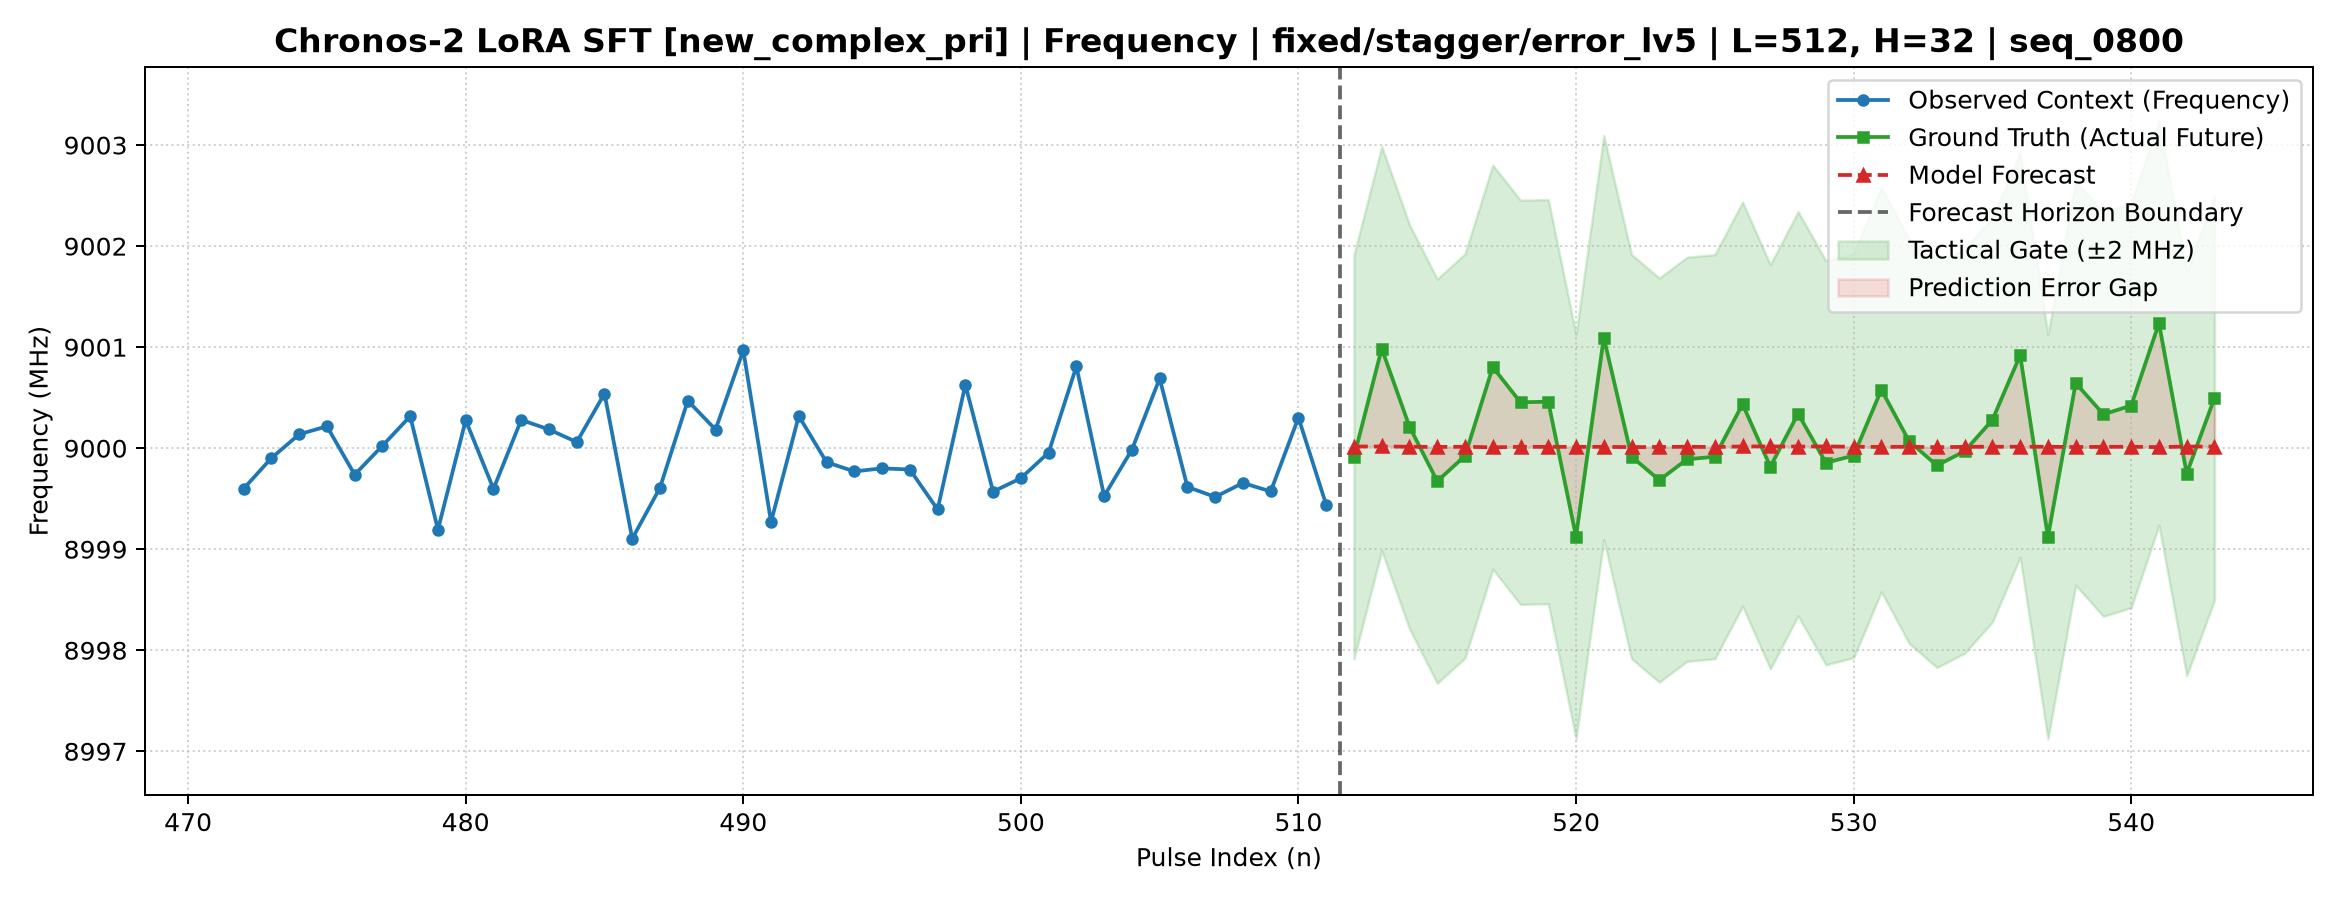 Chronos-2 LoRA SFT [new_complex_pri] | Frequency | fixed/stagger/error_lv5 | L=512, H=32 | seq_0800
Observed Context (Frequency)
Ground Truth (Actual Future)
Model Forecast
Forecast Horizon Boundary
Tactical Gate (±2 MHz)
Prediction Error Gap
Frequency (MHz)
9003
9002
9001
9000
8999
8998
8997
470 480 490 500 510 520 530 540
Pulse Index (n)